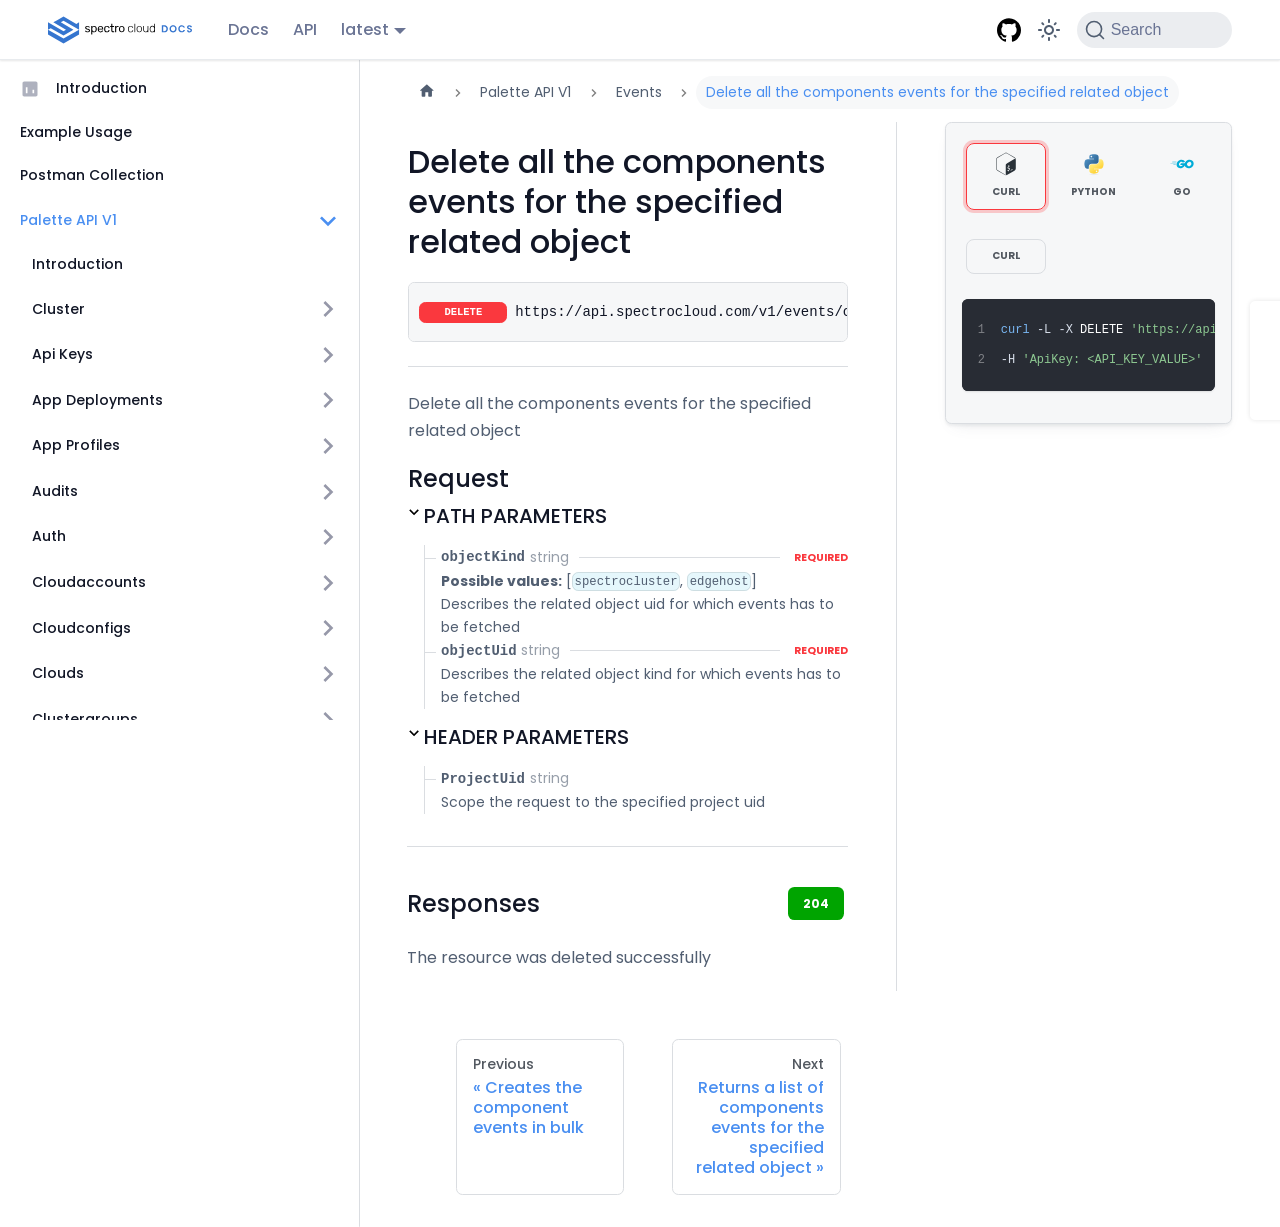 spectro cloud DOCS
Docs
API
latest
Search
Introduction
Example Usage
Postman Collection
Palette API V1
Introduction
Cluster
Api Keys
App Deployments
App Profiles
Audits
Auth
Cloudaccounts
Cloudconfigs
Clouds
Clustergroups
Palette API V1
Events
Delete all the components events for the specified related object
Delete all the components
events for the specified
related object
DELETE https://api.spectrocloud.com/v1/events/
Delete all the components events for the specified
related object
Request
PATH PARAMETERS
objectKind string REQUIRED
Possible values: [spectrocluster, edgehost]
Describes the related object uid for which events has to
be fetched
objectUid string REQUIRED
Describes the related object kind for which events has to
be fetched
HEADER PARAMETERS
ProjectUid string
Scope the request to the specified project uid
Responses
204
The resource was deleted successfully
Previous
« Creates the
component
events in bulk
Next
Returns a list of
components
events for the
specified
related object »
CURL
PYTHON
GO
CURL
1 curl -L -X DELETE 'https://api
2 -H 'ApiKey: <API_KEY_VALUE>'